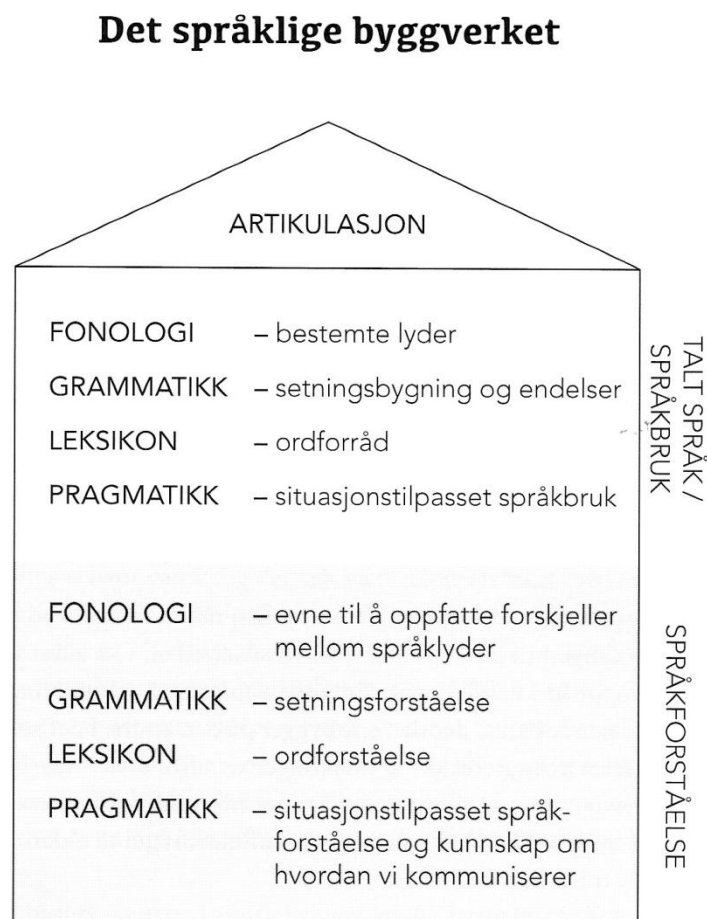 Det språklige byggverket
ARTIKULASJON
FONOLOGI – bestemte lyder
GRAMMATIKK – setningsbygning og endelser
LEKSIKON – ordforråd
PRAGMATIKK – situasjonstilpasset språkbruk
TALT SPRÅK /
SPRÅKBRUK
FONOLOGI – evne til å oppfatte forskjeller
mellom språklyder
GRAMMATIKK – setningsforståelse
LEKSIKON – ordforståelse
PRAGMATIKK – situasjonstilpasset språk-
forståelse og kunnskap om
hvordan vi kommuniserer
SPRÅKFORSTÅELSE